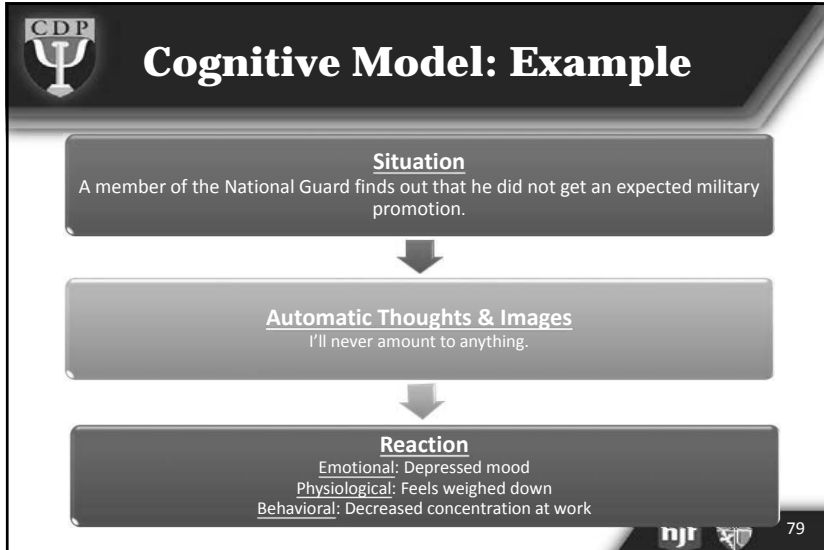 CDP
Cognitive Model: Example
Situation
A member of the National Guard finds out that he did not get an expected military
promotion.
Automatic Thoughts & Images
I'll never amount to anything.
Reaction
Emotional: Depressed mood
Physiological: Feels weighed down
Behavioral: Decreased concentration at work
79